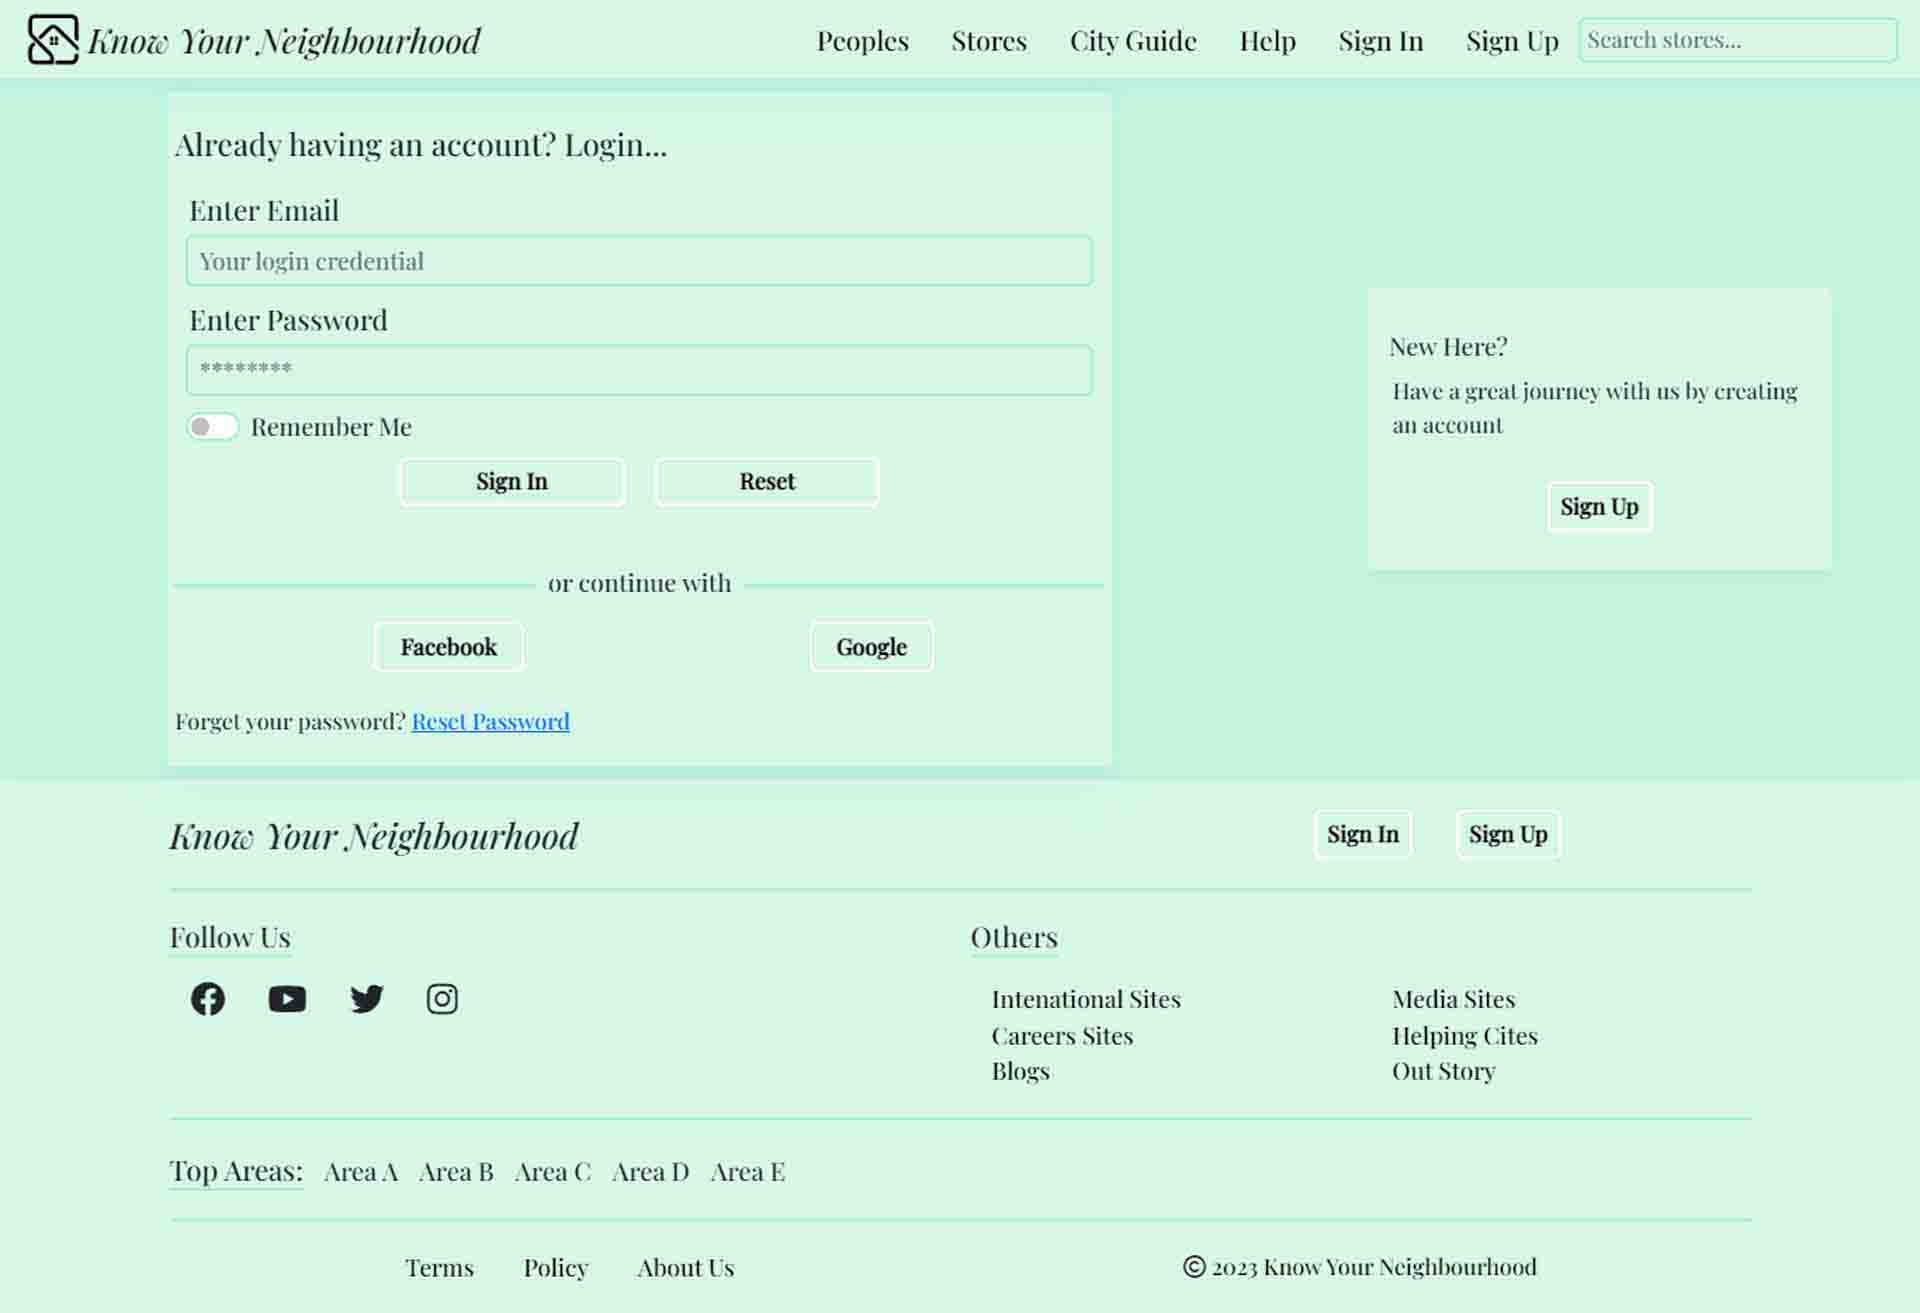 Know Your Neighbourhood
Peoples Stores City Guide Help Sign In Sign Up Search stores...
Already having an account? Login...
Enter Email
Your login credential
Enter Password
********
Remember Me
Sign In Reset
or continue with
Facebook Google
Forget your password? Reset Password
New Here?
Have a great journey with us by creating
an account
Sign Up
Know Your Neighbourhood
Sign In Sign Up
Follow Us
Others
Intenational Sites
Careers Sites
Blogs
Media Sites
Helping Cites
Out Story
Top Areas: Area A Area B Area C Area D Area E
Terms Policy About Us
© 2023 Know Your Neighbourhood